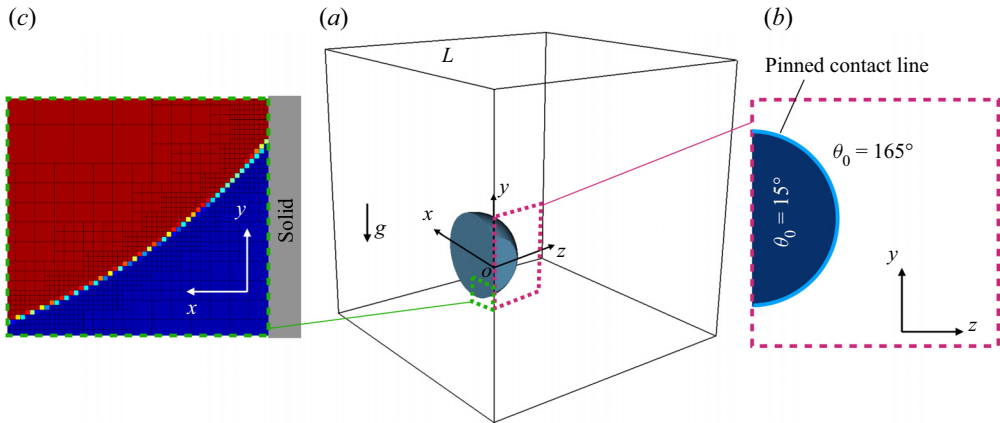 (c)
(a)
(b)
L
Pinned contact line
θ₀ = 165°
θ₀ = 15°
y
x
Solid
g
y
x
z
o
y
z